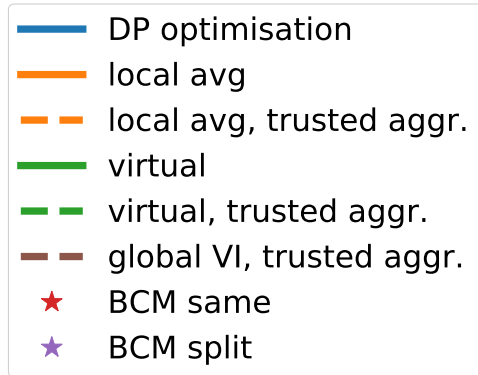 DP optimisation
local avg
local avg, trusted aggr.
virtual
virtual, trusted aggr.
global VI, trusted aggr.
BCM same
BCM split